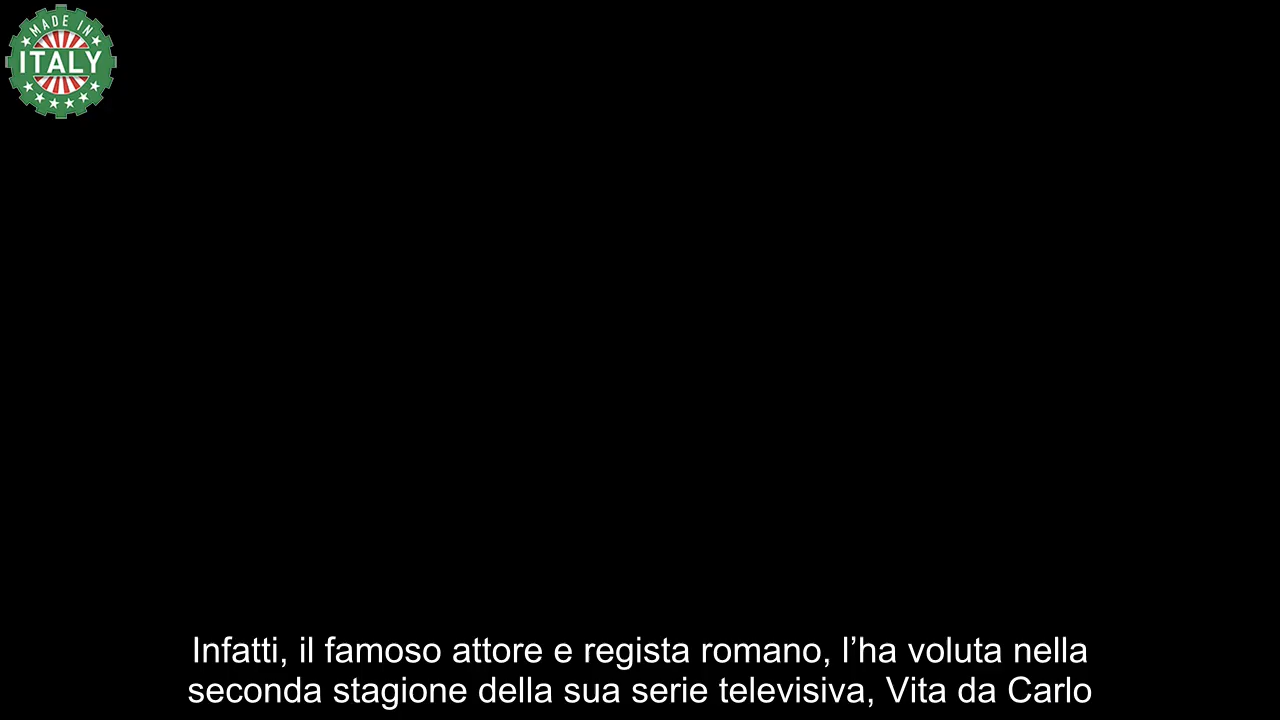 MADE IN
ITALY
Infatti, il famoso attore e regista romano, l’ha voluta nella
seconda stagione della sua serie televisiva, Vita da Carlo